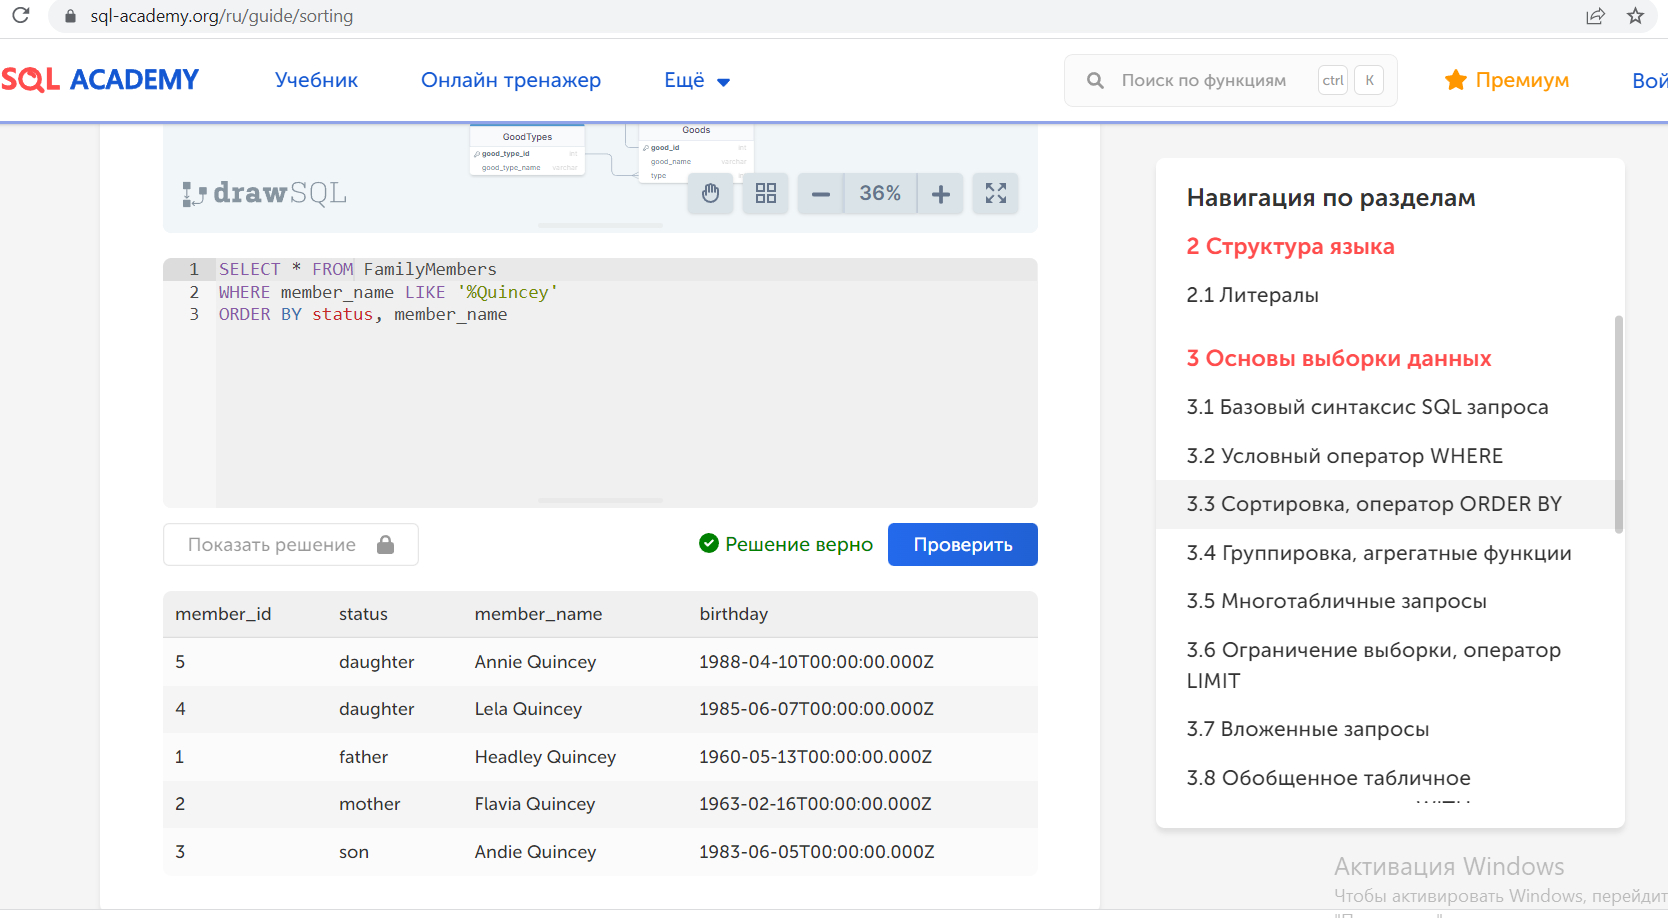 sql-academy.org/ru/guide/sorting
SQL ACADEMY
Учебник
Онлайн тренажер
Ещё
Поиск по функциям
ctrl
K
Премиум
Вой
GoodTypes
good_type_id int
good_type_name varchar
Goods
good_id int
good_name varchar
type
drawSQL
36%
1 SELECT * FROM FamilyMembers
2 WHERE member_name LIKE '%Quincey'
3 ORDER BY status, member_name
Показать решение
Решение верно
Проверить
member_id status member_name birthday
5 daughter Annie Quincey 1988-04-10T00:00:00.000Z
4 daughter Lela Quincey 1985-06-07T00:00:00.000Z
1 father Headley Quincey 1960-05-13T00:00:00.000Z
2 mother Flavia Quincey 1963-02-16T00:00:00.000Z
3 son Andie Quincey 1983-06-05T00:00:00.000Z
Навигация по разделам
2 Структура языка
2.1 Литералы
3 Основы выборки данных
3.1 Базовый синтаксис SQL запроса
3.2 Условный оператор WHERE
3.3 Сортировка, оператор ORDER BY
3.4 Группировка, агрегатные функции
3.5 Многотабличные запросы
3.6 Ограничение выборки, оператор
LIMIT
3.7 Вложенные запросы
3.8 Обобщенное табличное
Активация Windows
Чтобы активировать Windows, перейдит